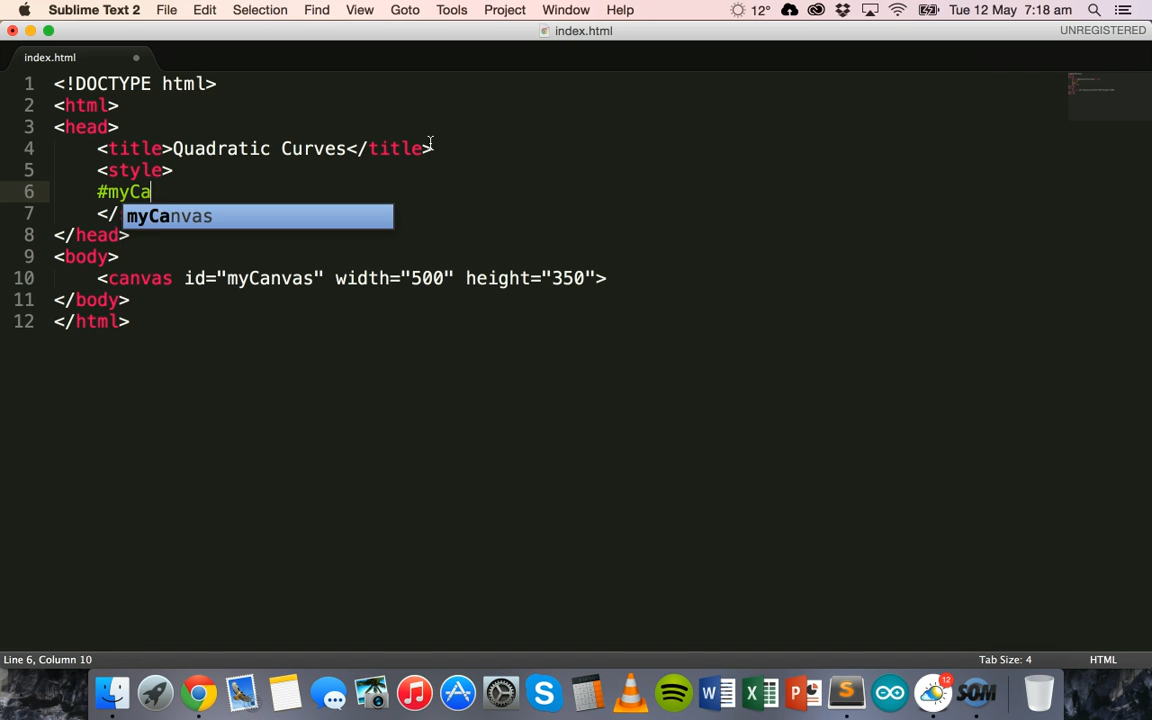 Sublime Text 2 File Edit Selection Find View Goto Tools Project Window Help 12° Tue 12 May 7:18 am
index.html UNREGISTERED
index.html
1 <!DOCTYPE html>
2 <html>
3 <head>
4 <title>Quadratic Curves</title>
5 <style>
6 #myCa
7 </
myCanvas
8 </head>
9 <body>
10 <canvas id="myCanvas" width="500" height="350">
11 </body>
12 </html>
Line 6, Column 10 Tab Size: 4 HTML
12
SOM